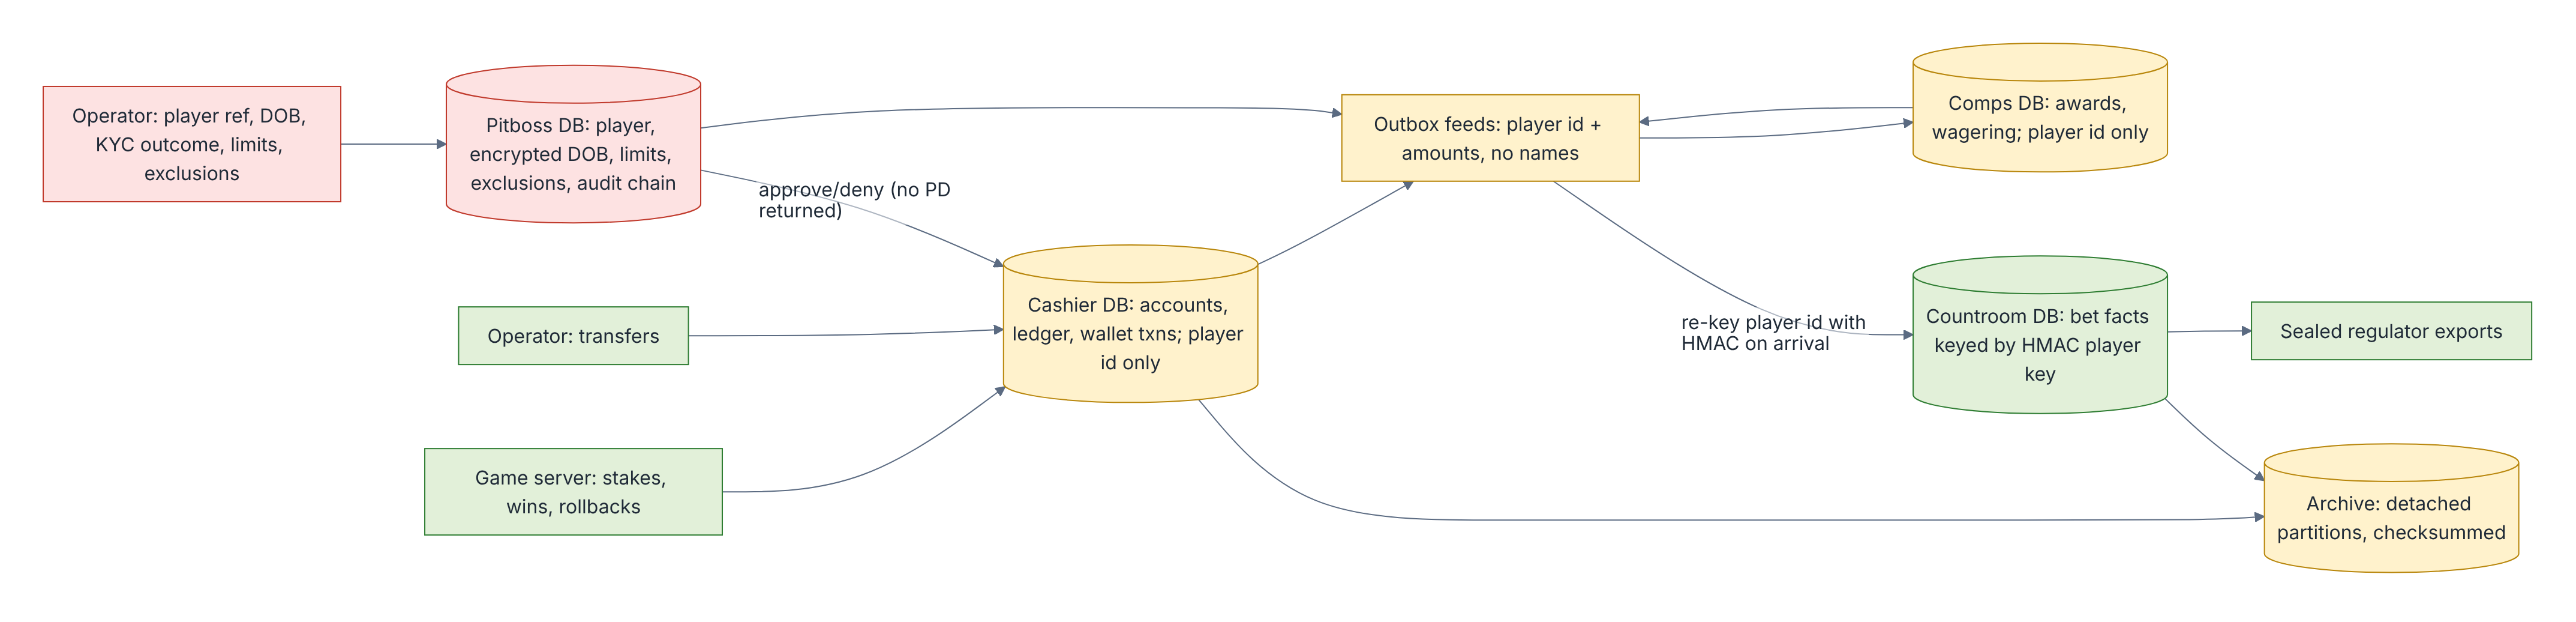 Operator: player ref, DOB,
KYC outcome, limits,
exclusions
Pitboss DB: player,
encrypted DOB, limits,
exclusions, audit chain
approve/deny (no PD
returned)
Operator: transfers
Game server: stakes,
wins, rollbacks
Cashier DB: accounts,
ledger, wallet txns; player
id only
Outbox feeds: player id +
amounts, no names
Comps DB: awards,
wagering; player id only
re-key player id with
HMAC on arrival
Countroom DB: bet facts
keyed by HMAC player
key
Sealed regulator exports
Archive: detached
partitions, checksummed